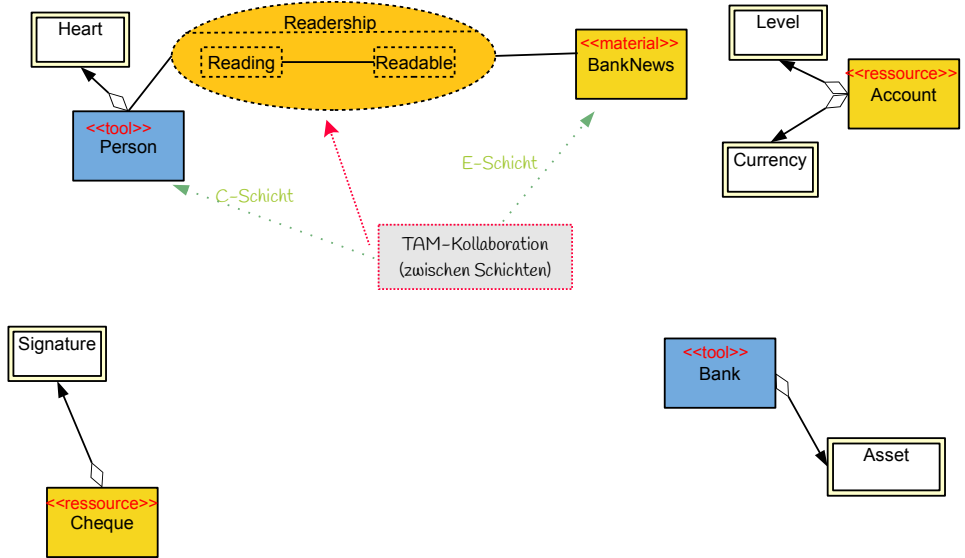 Heart
Readership
Reading
Readable
<<material>>
BankNews
Level
<<ressource>>
Account
<<tool>>
Person
Currency
E-Schicht
C-Schicht
TAM-Kollaboration
(zwischen Schichten)
Signature
<<tool>>
Bank
Asset
<<ressource>>
Cheque